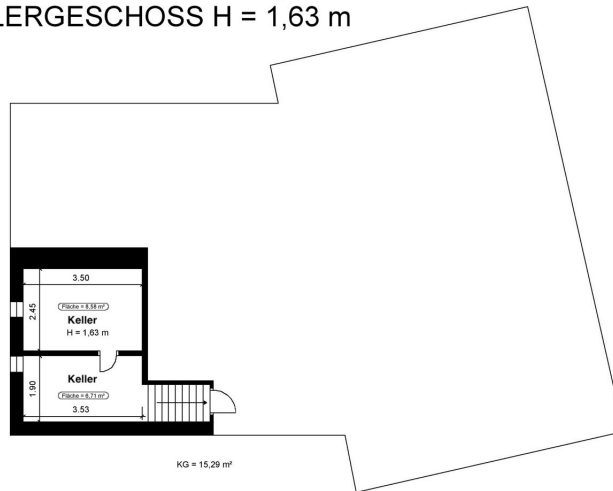 LERGESCHOSS H = 1,63 m
3.50
2.45
Fläche = 8,58 m²
Keller
H = 1,63 m
Keller
1.90
Fläche = 6,71 m²
3.53
KG = 15,29 m²